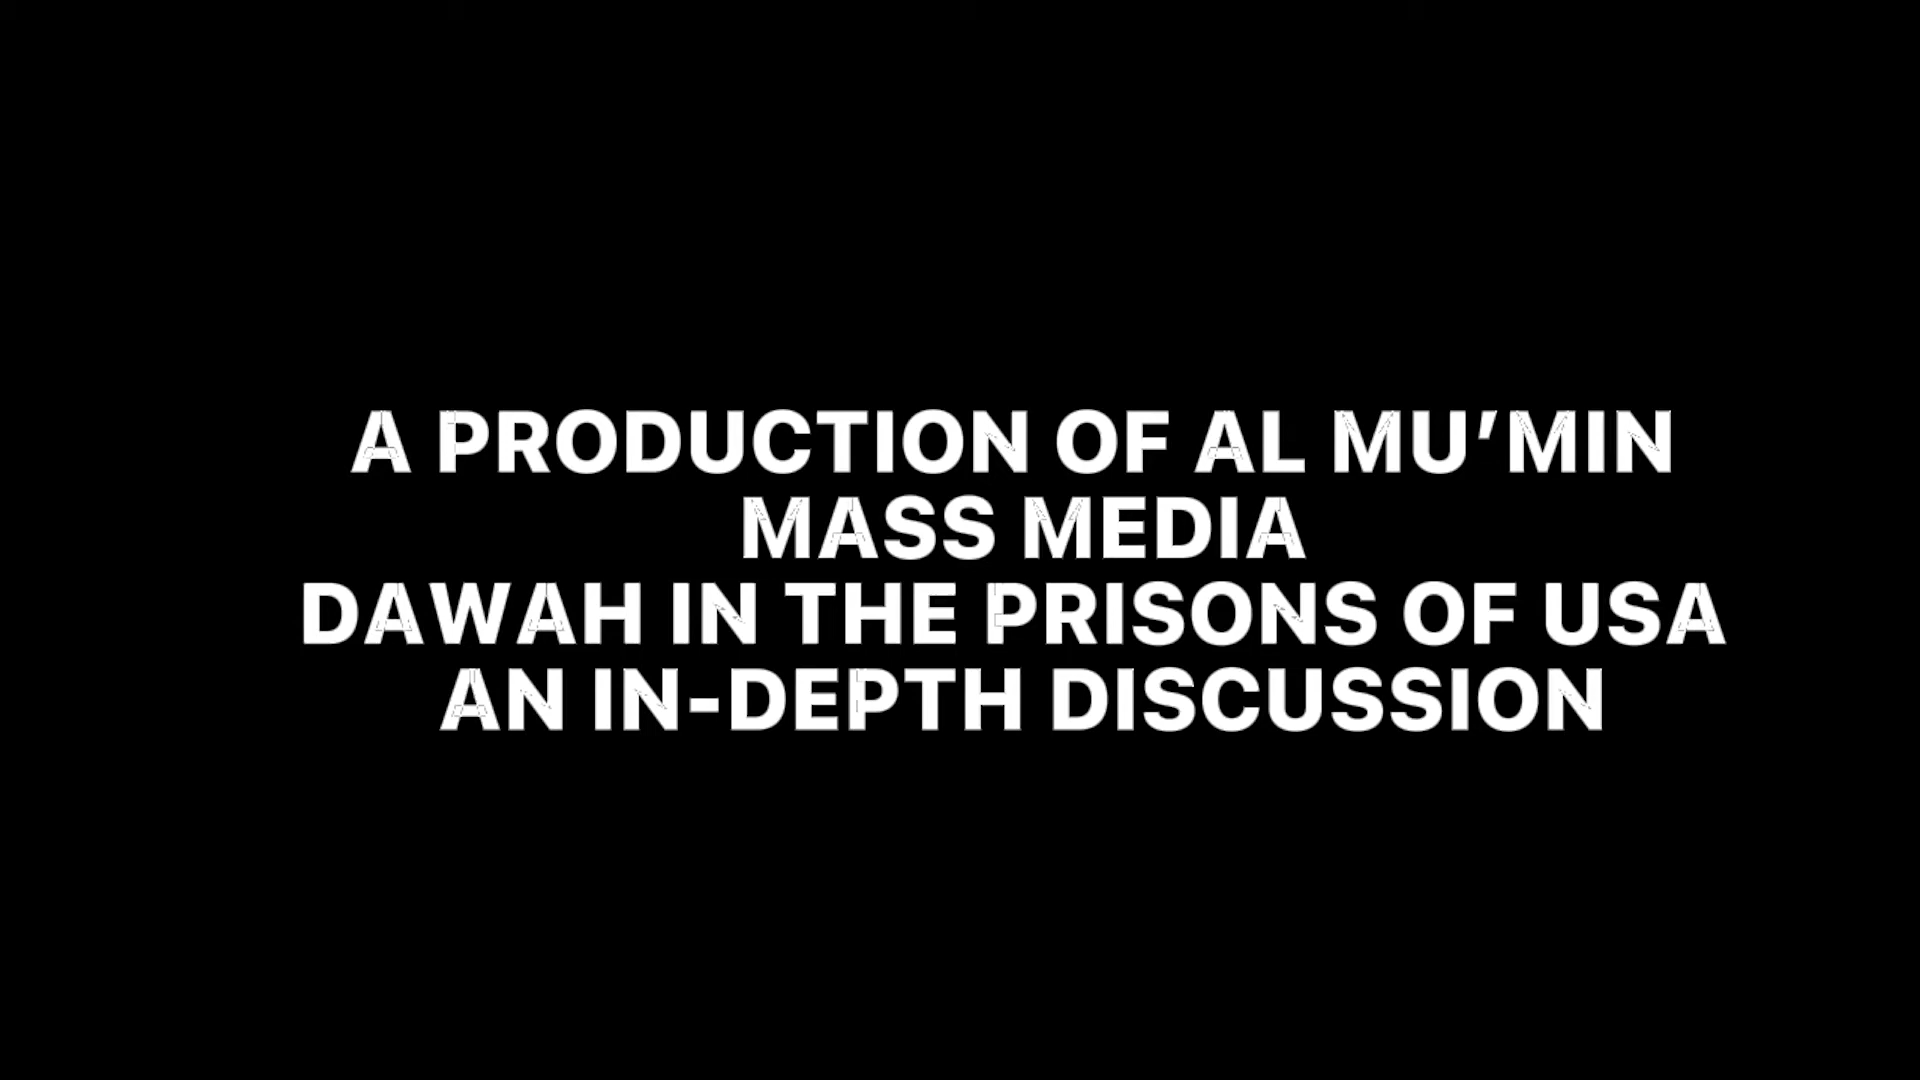 A PRODUCTION OF AL MU’MIN
MASS MEDIA
DAWAH IN THE PRISONS OF USA
AN IN-DEPTH DISCUSSION